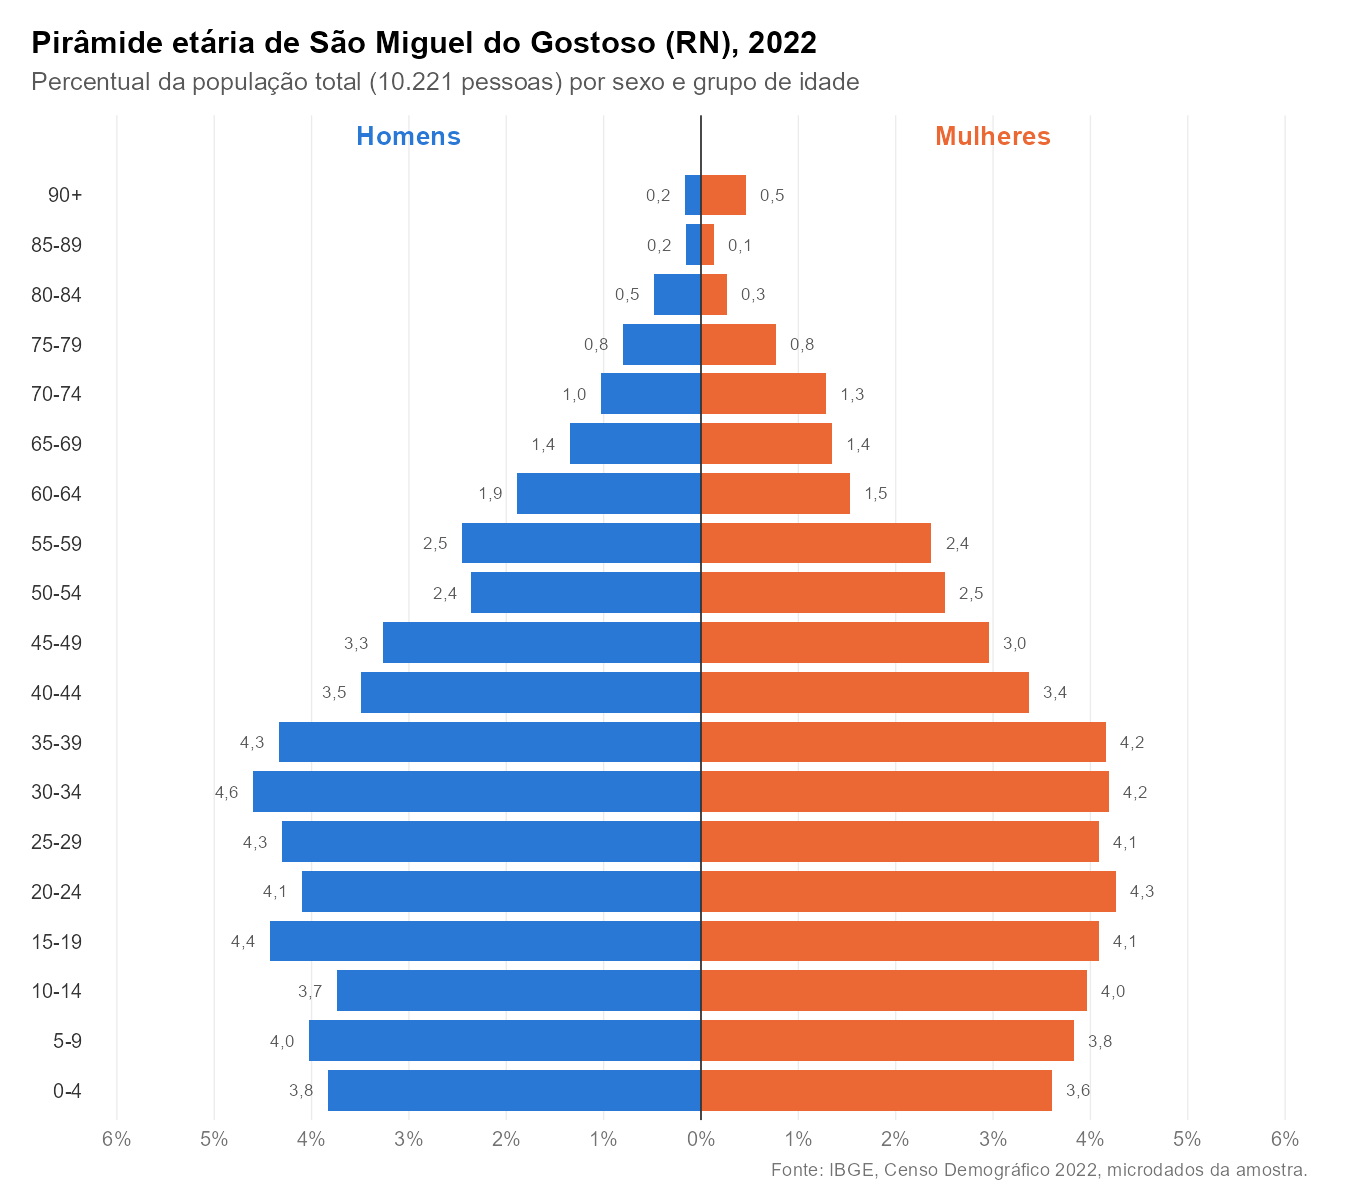 Pirâmide etária de São Miguel do Gostoso (RN), 2022
Percentual da população total (10.221 pessoas) por sexo e grupo de idade
Homens Mulheres
90+ 0,2 0,5
85-89 0,2 0,1
80-84 0,5 0,3
75-79 0,8 0,8
70-74 1,0 1,3
65-69 1,4 1,4
60-64 1,9 1,5
55-59 2,5 2,4
50-54 2,4 2,5
45-49 3,3 3,0
40-44 3,5 3,4
35-39 4,3 4,2
30-34 4,6 4,2
25-29 4,3 4,1
20-24 4,1 4,3
15-19 4,4 4,1
10-14 3,7 4,0
5-9 4,0 3,8
0-4 3,8 3,6
6% 5% 4% 3% 2% 1% 0% 1% 2% 3% 4% 5% 6%
Fonte: IBGE, Censo Demográfico 2022, microdados da amostra.